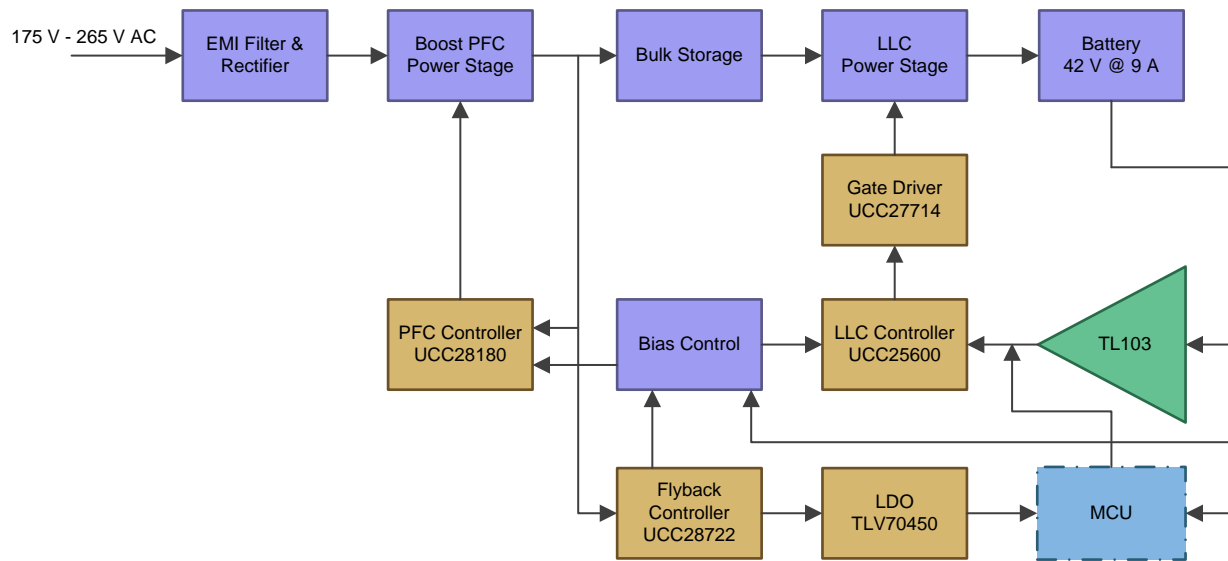 175 V - 265 V AC
EMI Filter &
Rectifier
Boost PFC
Power Stage
Bulk Storage
LLC
Power Stage
Battery
42 V @ 9 A
Gate Driver
UCC27714
PFC Controller
UCC28180
Bias Control
LLC Controller
UCC25600
TL103
Flyback
Controller
UCC28722
LDO
TLV70450
MCU